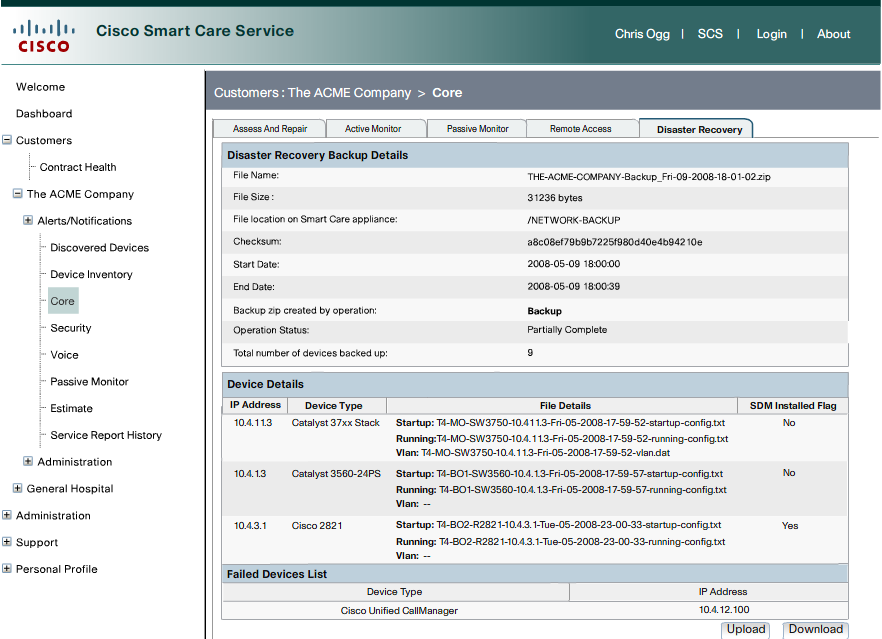 CISCO
Cisco Smart Care Service
Chris Ogg | SCS | Login | About
Welcome
Dashboard
Customers
Contract Health
The ACME Company
Alerts/Notifications
Discovered Devices
Device Inventory
Core
Security
Voice
Passive Monitor
Estimate
Service Report History
Administration
General Hospital
Administration
Support
Personal Profile
Customers : The ACME Company > Core
Assess And Repair Active Monitor Passive Monitor Remote Access Disaster Recovery
Disaster Recovery Backup Details
File Name: THE-ACME-COMPANY-Backup_Fri-09-2008-18-01-02.zip
File Size : 31236 bytes
File location on Smart Care appliance: /NETWORK-BACKUP
Checksum: a8c08ef79b9b7225f980d40e4b94210e
Start Date: 2008-05-09 18:00:00
End Date: 2008-05-09 18:00:39
Backup zip created by operation: Backup
Operation Status: Partially Complete
Total number of devices backed up: 9
Device Details
IP Address Device Type File Details SDM Installed Flag
10.4.11.3 Catalyst 37xx Stack Startup: T4-MO-SW3750-10.411.3-Fri-05-2008-17-59-52-startup-config.txt No
Running:T4-MO-SW3750-10.4.11.3-Fri-05-2008-17-59-52-running-config.txt
Vlan: T4-MO-SW3750-10.4.11.3-Fri-05-2008-17-59-52-vlan.dat
10.4.1.3 Catalyst 3560-24PS Startup: T4-BO1-SW3560-10.4.1.3-Fri-05-2008-17-59-57-startup-config.txt No
Running: T4-BO1-SW3560-10.4.1.3-Fri-05-2008-17-59-57-running-config.txt
Vlan: --
10.4.3.1 Cisco 2821 Startup: T4-BO2-R2821-10.4.3.1-Tue-05-2008-23-00-33-startup-config.txt Yes
Running: T4-BO2-R2821-10.4.3.1-Tue-05-2008-23-00-33-running-config.txt
Vlan: --
Failed Devices List
Device Type IP Address
Cisco Unified CallManager 10.4.12.100
Upload Download